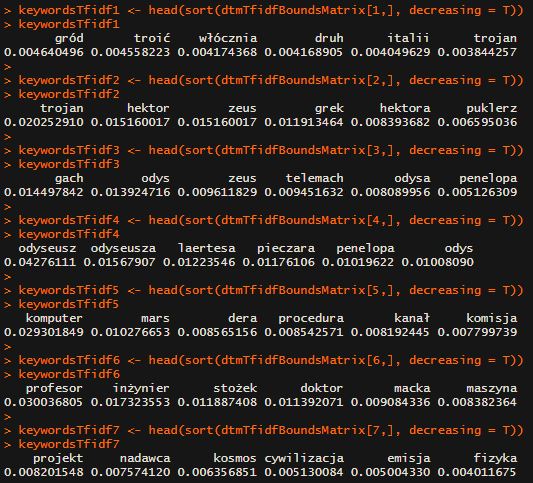 > keywordsTfidf1 <- head(sort(dtmTfidfBoundsMatrix[1,], decreasing = T))
> keywordsTfidf1
gród troić włócznia druh italii trojan
0.004640496 0.004558223 0.004174368 0.004168905 0.004049629 0.003844257
>
> keywordsTfidf2 <- head(sort(dtmTfidfBoundsMatrix[2,], decreasing = T))
> keywordsTfidf2
trojan hektor zeus grek hektora puklerz
0.020252910 0.015160017 0.015160017 0.011913464 0.008393682 0.006595036
>
> keywordsTfidf3 <- head(sort(dtmTfidfBoundsMatrix[3,], decreasing = T))
> keywordsTfidf3
gach odys zeus telemach odysa penelopa
0.014497842 0.013924716 0.009611829 0.009451632 0.008089956 0.005126309
>
> keywordsTfidf4 <- head(sort(dtmTfidfBoundsMatrix[4,], decreasing = T))
> keywordsTfidf4
odyseusz odyseusza laertesa pieczara penelopa odys
0.04276111 0.01567907 0.01223546 0.01176106 0.01019622 0.01008090
>
> keywordsTfidf5 <- head(sort(dtmTfidfBoundsMatrix[5,], decreasing = T))
> keywordsTfidf5
komputer mars dera procedura kanał komisja
0.029301849 0.010276653 0.008565156 0.008542571 0.008192445 0.007799739
>
> keywordsTfidf6 <- head(sort(dtmTfidfBoundsMatrix[6,], decreasing = T))
> keywordsTfidf6
profesor inżynier stożek doktor macka maszyna
0.030036805 0.017323553 0.011887408 0.011392071 0.009084336 0.008382364
>
> keywordsTfidf7 <- head(sort(dtmTfidfBoundsMatrix[7,], decreasing = T))
> keywordsTfidf7
projekt nadawca kosmos cywilizacja emisja fizyka
0.008201548 0.007574120 0.006356851 0.005130084 0.005004330 0.004011675